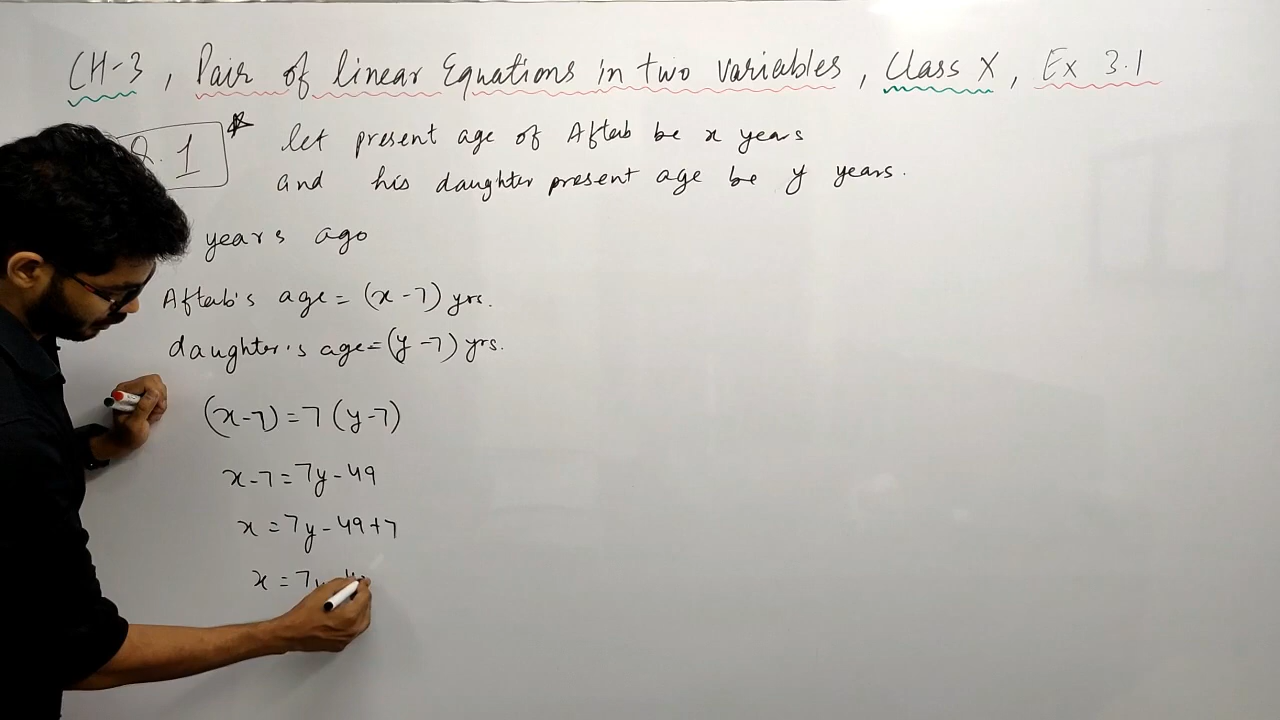 CH-3, Pair of linear Equations in two variables, Class X, Ex 3.1
Q. 1
let present age of Aftab be x years
and his daughter present age be y years.
years ago
Aftab's age = (x-7) yrs.
daughter's age = (y-7) yrs.
(x-7) = 7 (y-7)
x-7 = 7y-49
x = 7y-49+7
x = 7y